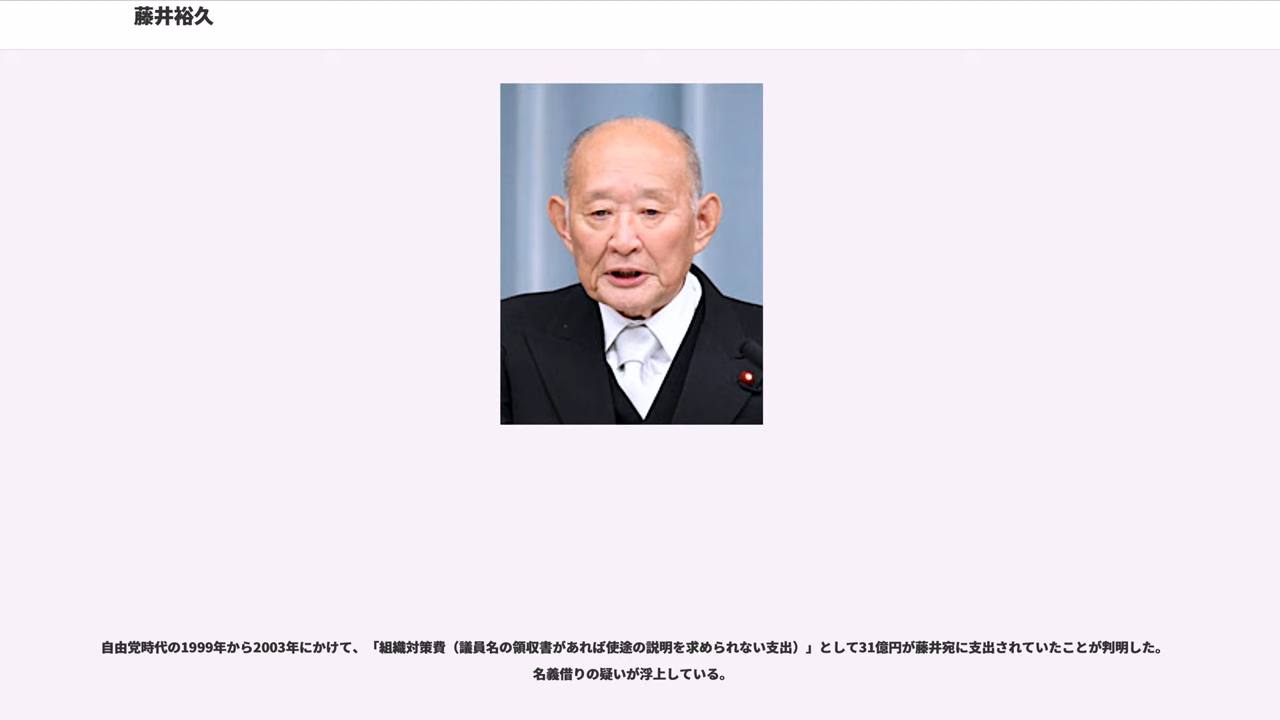 藤井裕久
自由党時代の1999年から2003年にかけて、「組織対策費（議員名の領収書があれば使途の説明を求められない支出）」として31億円が藤井宛に支出されていたことが判明した。
名義借りの疑いが浮上している。